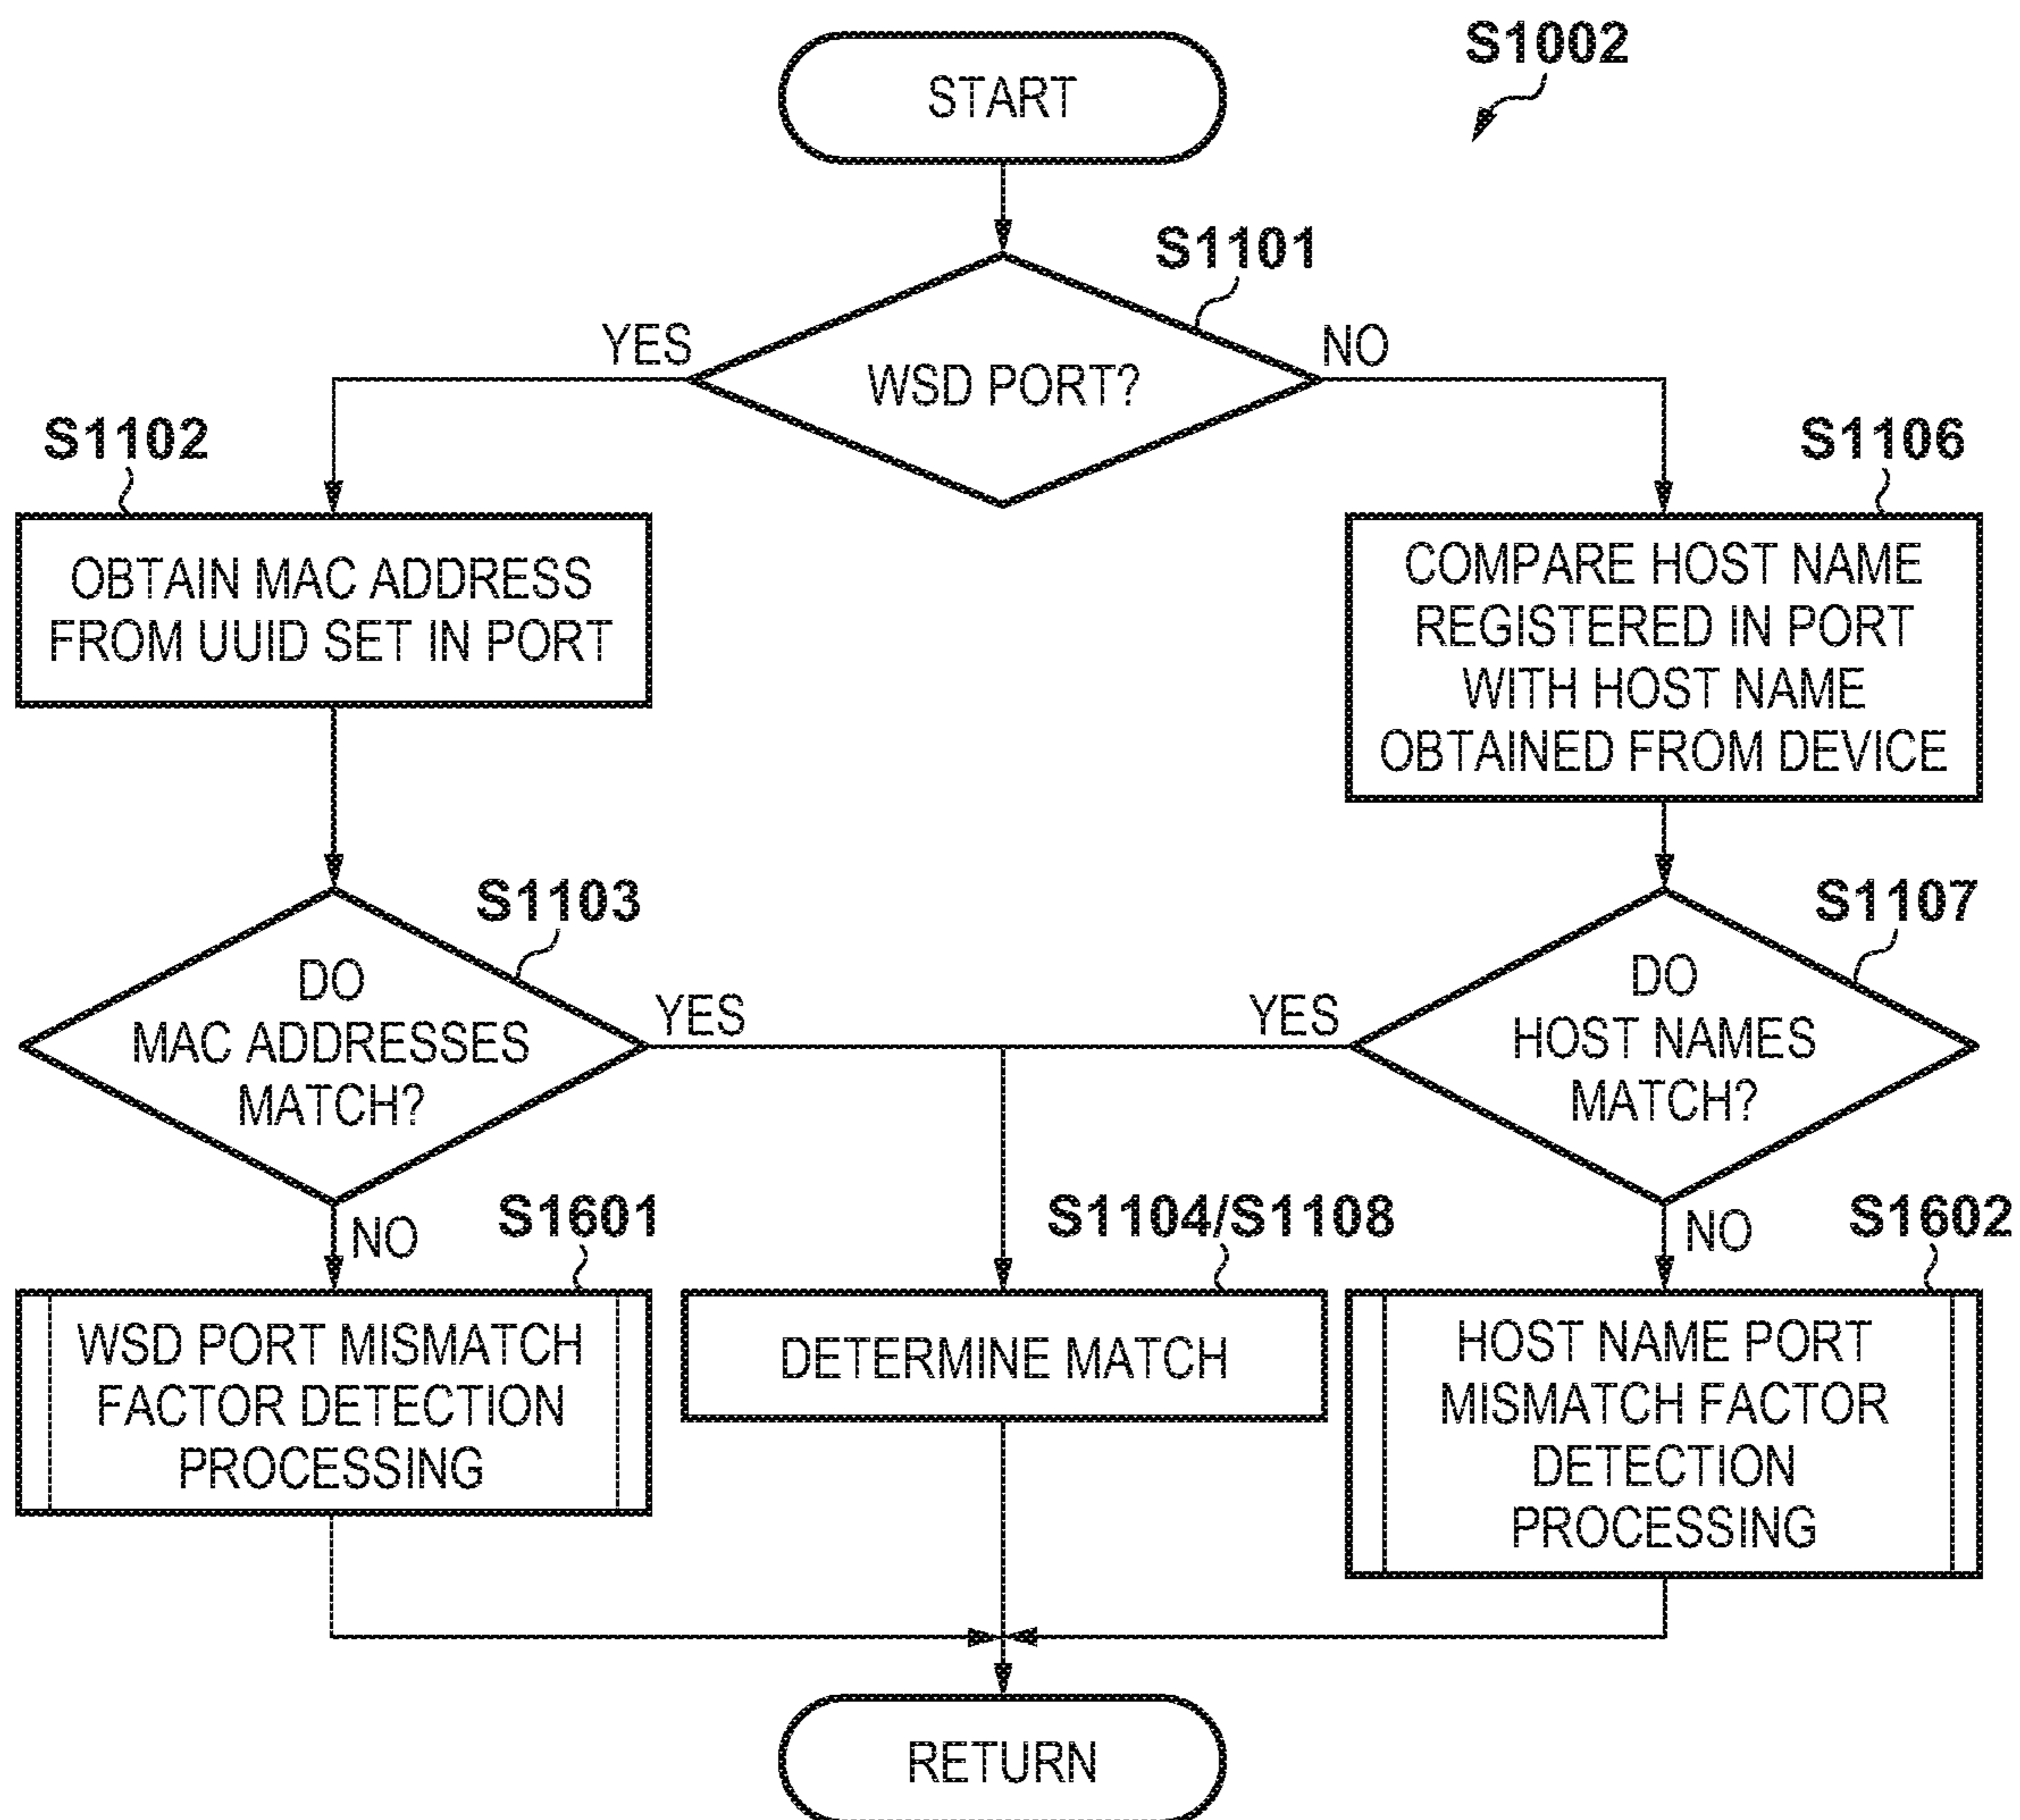 S1002
START
S1101
YES
NO
WSD PORT?
S1102
S1106
OBTAIN MAC ADDRESS
FROM UUID SET IN PORT
COMPARE HOST NAME
REGISTERED IN PORT
WITH HOST NAME
OBTAINED FROM DEVICE
S1103
S1107
DO
MAC ADDRESSES
MATCH?
YES
YES
DO
HOST NAMES
MATCH?
NO
S1601
S1104/S1108
NO
S1602
WSD PORT MISMATCH
FACTOR DETECTION
PROCESSING
DETERMINE MATCH
HOST NAME PORT
MISMATCH FACTOR
DETECTION
PROCESSING
RETURN